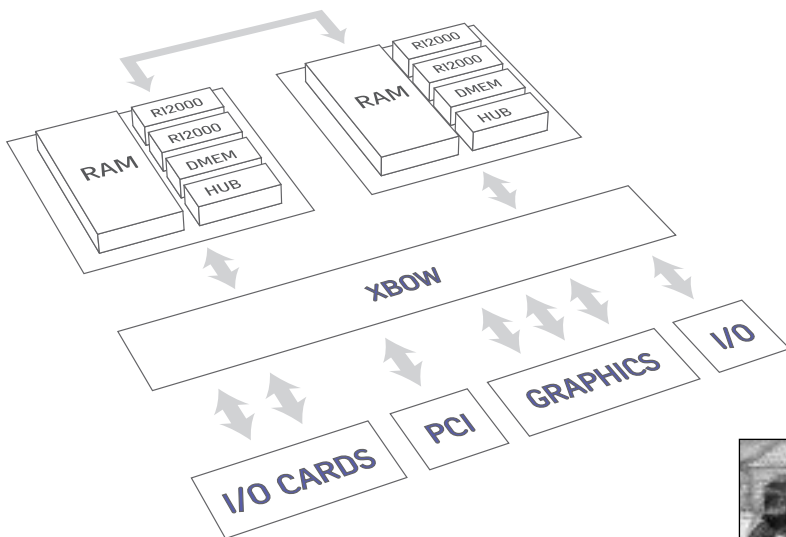 RAM
RI2000
RI2000
DMEM
HUB
RAM
RI2000
RI2000
DMEM
HUB
XBOW
I/O CARDS
PCI
GRAPHICS
I/O